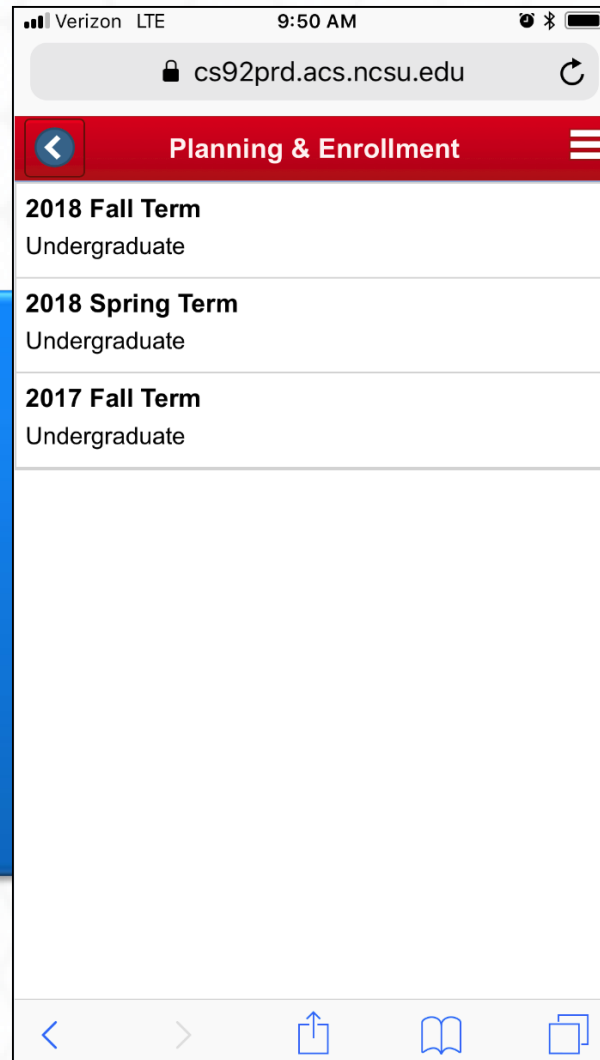 Verizon LTE 9:50 AM
cs92prd.acs.ncsu.edu
Planning & Enrollment
2018 Fall Term
Undergraduate
2018 Spring Term
Undergraduate
2017 Fall Term
Undergraduate